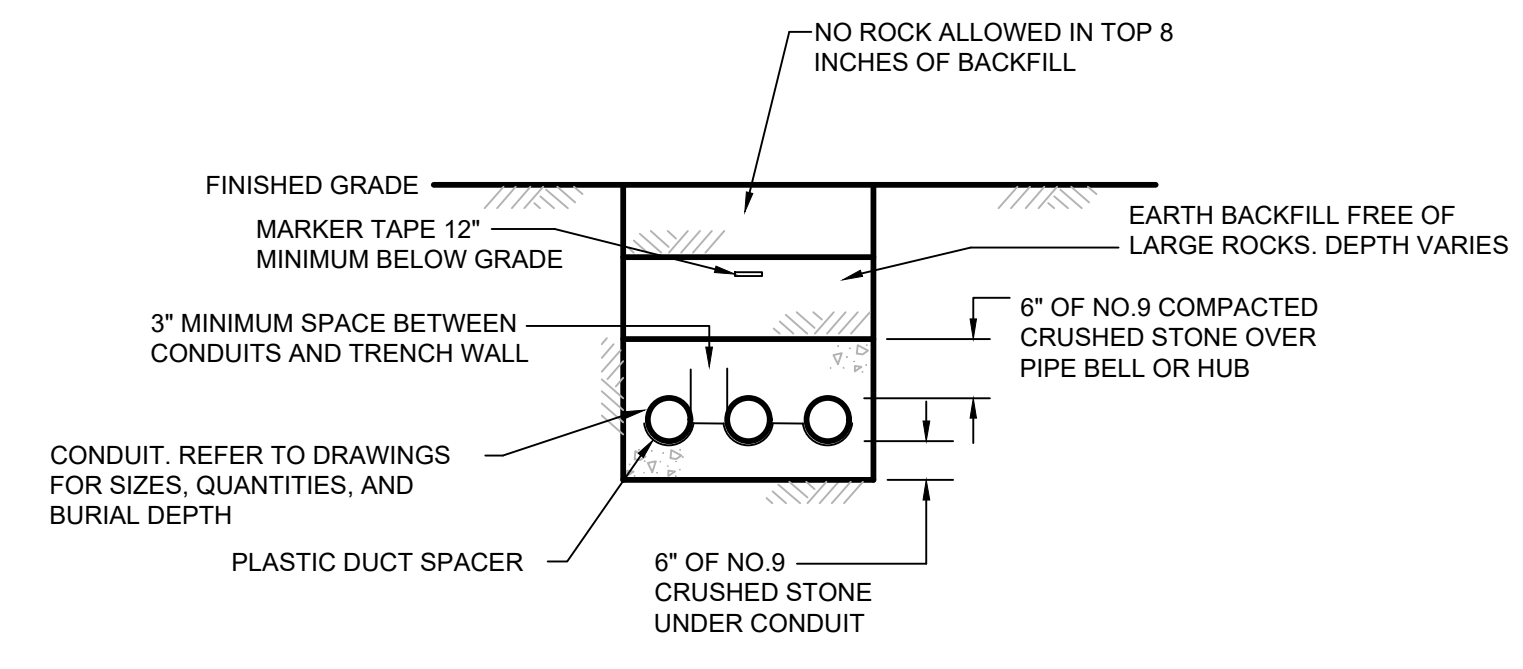 NO ROCK ALLOWED IN TOP 8
INCHES OF BACKFILL
FINISHED GRADE
MARKER TAPE 12"
MINIMUM BELOW GRADE
EARTH BACKFILL FREE OF
LARGE ROCKS. DEPTH VARIES
3" MINIMUM SPACE BETWEEN
CONDUITS AND TRENCH WALL
6" OF NO.9 COMPACTED
CRUSHED STONE OVER
PIPE BELL OR HUB
CONDUIT. REFER TO DRAWINGS
FOR SIZES, QUANTITIES, AND
BURIAL DEPTH
PLASTIC DUCT SPACER
6" OF NO.9
CRUSHED STONE
UNDER CONDUIT